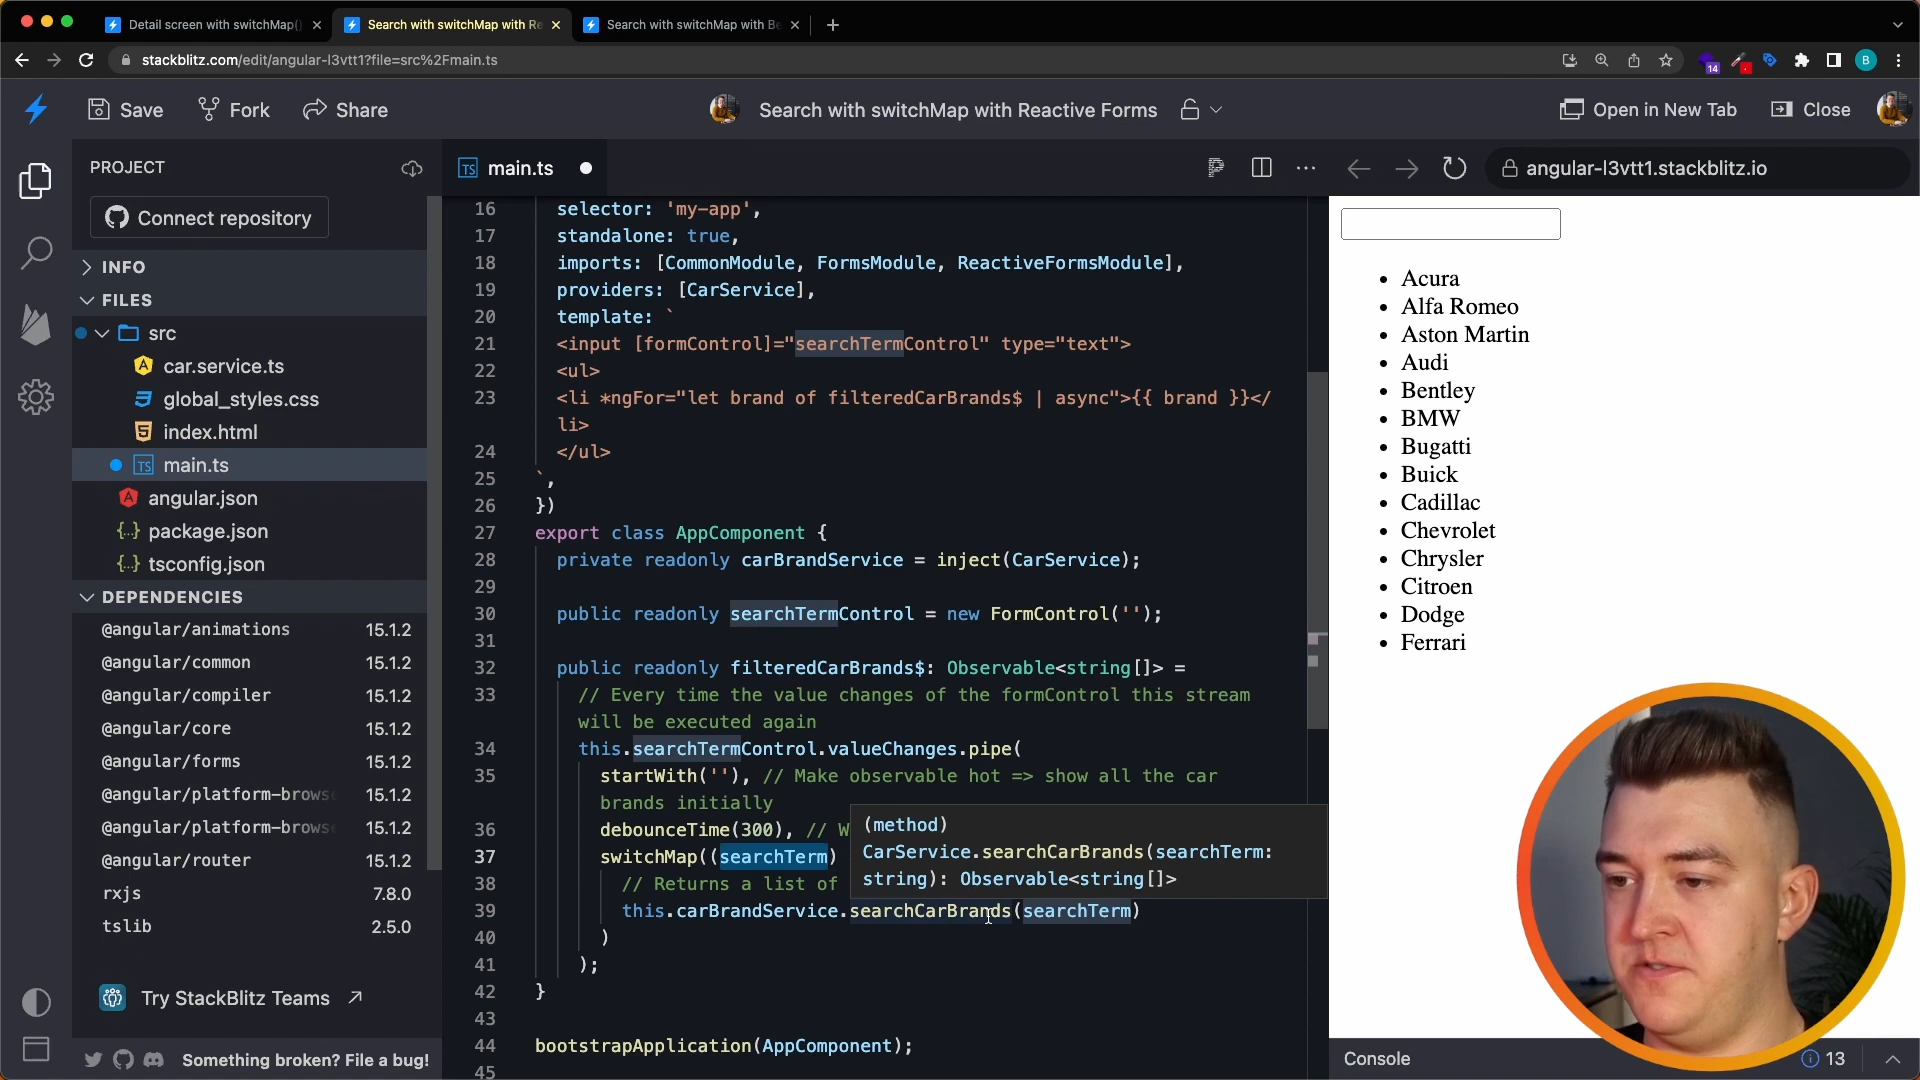 Detail screen with switchMap()
Search with switchMap with Re
Search with switchMap with Be
stackblitz.com/edit/angular-l3vtt1?file=src%2Fmain.ts
14
B
Save
Fork
Share
Search with switchMap with Reactive Forms
Open in New Tab
Close
PROJECT
Connect repository
INFO
FILES
src
car.service.ts
global_styles.css
index.html
TS main.ts
angular.json
{··} package.json
{··} tsconfig.json
DEPENDENCIES
@angular/animations 15.1.2
@angular/common 15.1.2
@angular/compiler 15.1.2
@angular/core 15.1.2
@angular/forms 15.1.2
@angular/platform-brows 15.1.2
@angular/platform-brows 15.1.2
@angular/router 15.1.2
rxjs 7.8.0
tslib 2.5.0
Try StackBlitz Teams
Something broken? File a bug!
TS main.ts
16 selector: 'my-app',
17 standalone: true,
18 imports: [CommonModule, FormsModule, ReactiveFormsModule],
19 providers: [CarService],
20 template: `
21 <input [formControl]="searchTermControl" type="text">
22 <ul>
23 <li *ngFor="let brand of filteredCarBrands$ | async">{{ brand }}</
li>
24 </ul>
25 `,
26 })
27 export class AppComponent {
28 private readonly carBrandService = inject(CarService);
29
30 public readonly searchTermControl = new FormControl('');
31
32 public readonly filteredCarBrands$: Observable<string[]> =
33 // Every time the value changes of the formControl this stream
will be executed again
34 this.searchTermControl.valueChanges.pipe(
35 startWith(''), // Make observable hot => show all the car
brands initially
36 debounceTime(300), // W
37 switchMap((searchTerm)
38 // Returns a list of
39 this.carBrandService.searchCarBrands(searchTerm)
40 )
41 );
42 }
43
44 bootstrapApplication(AppComponent);
45
(method)
CarService.searchCarBrands(searchTerm:
string): Observable<string[]>
angular-l3vtt1.stackblitz.io
Acura
Alfa Romeo
Aston Martin
Audi
Bentley
BMW
Bugatti
Buick
Cadillac
Chevrolet
Chrysler
Citroen
Dodge
Ferrari
Console
13